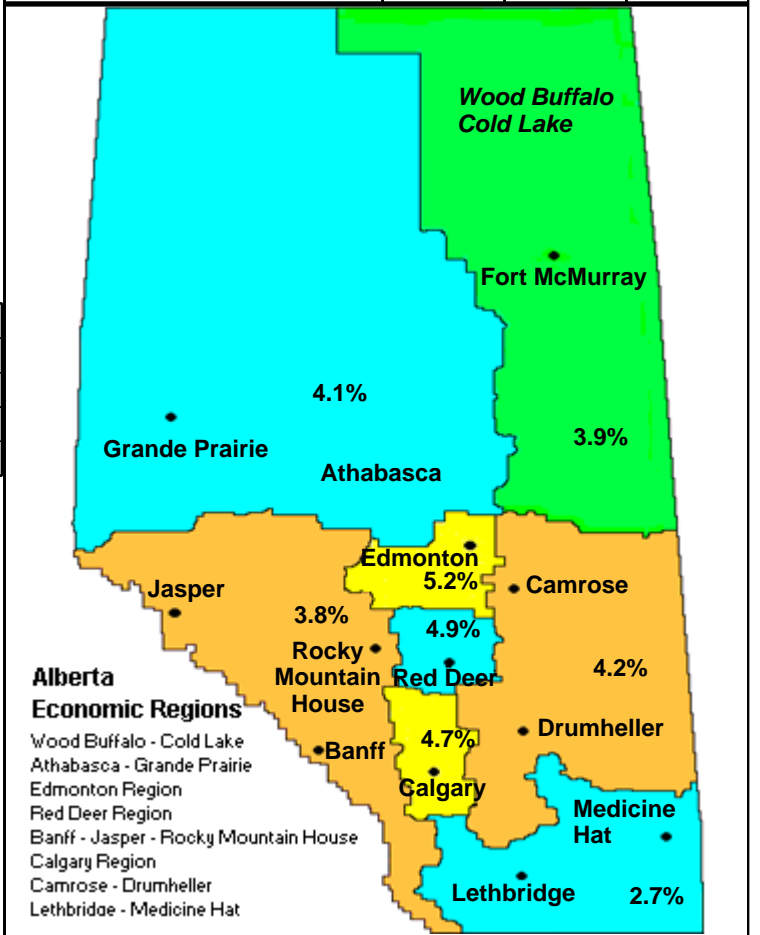 Wood Buffalo
Cold Lake
Fort McMurray
4.1%
Grande Prairie
3.9%
Athabasca
Edmonton
5.2%
Camrose
Jasper
3.8%
4.9%
Rocky
Mountain
House
Red Deer
4.2%
Alberta
Economic Regions
Wood Buffalo - Cold Lake
Athabasca - Grande Prairie
Edmonton Region
Red Deer Region
Banff - Jasper - Rocky Mountain House
Calgary Region
Camrose - Drumheller
Lethbridge - Medicine Hat
Banff
4.7%
Calgary
Drumheller
Medicine
Hat
Lethbridge
2.7%